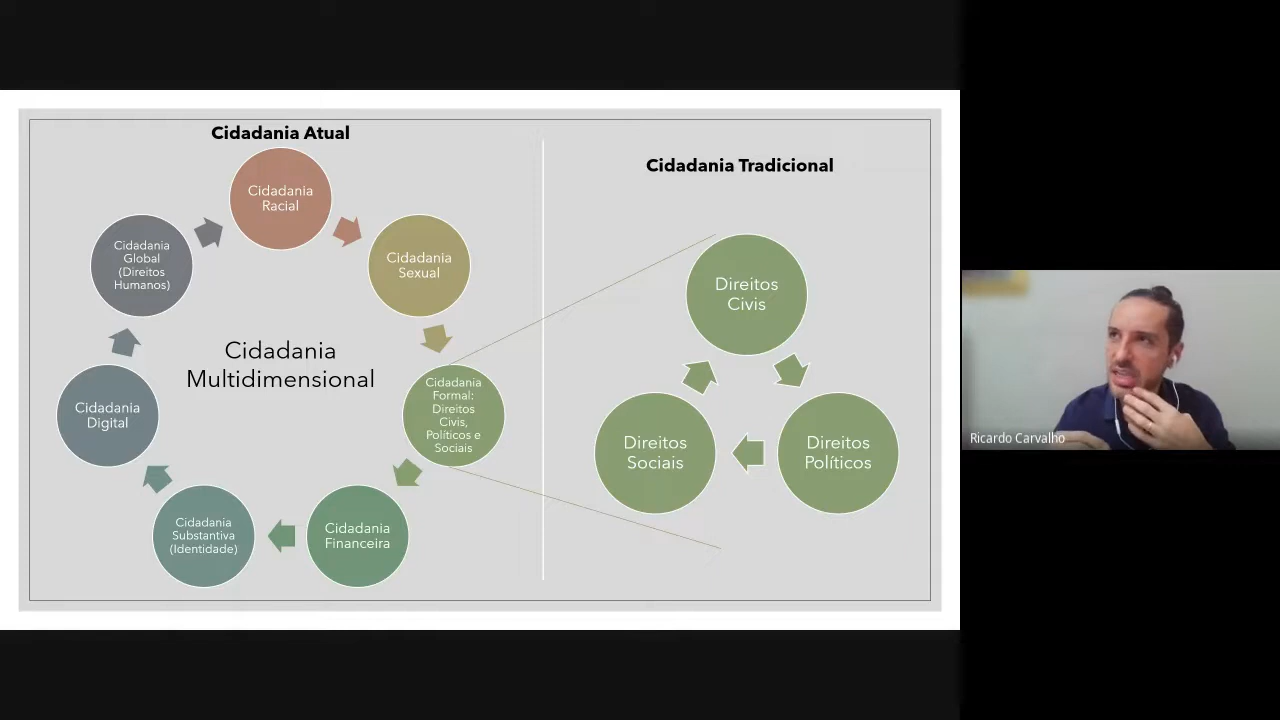 Cidadania Atual
Cidadania
Racial
Cidadania
Sexual
Cidadania
Formal:
Direitos
Civis,
Políticos e
Sociais
Cidadania
Financeira
Cidadania
Substantiva
(Identidade)
Cidadania
Digital
Cidadania
Global
(Direitos
Humanos)
Cidadania
Multidimensional
Cidadania Tradicional
Direitos
Civis
Direitos
Políticos
Direitos
Sociais
Ricardo Carvalho